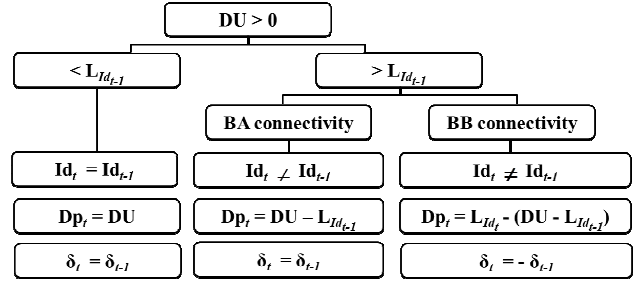 DU > 0
< L_{Id_{t-1}}
> L_{Id_{t-1}}
BA connectivity
BB connectivity
Id_t = Id_{t-1}
Id_t ≠ Id_{t-1}
Id_t ≠ Id_{t-1}
Dp_t = DU
Dp_t = DU – L_{Id_{t-1}}
Dp_t = L_{Id_t} - (DU - L_{Id_{t-1}})
δ_t = δ_{t-1}
δ_t = δ_{t-1}
δ_t = - δ_{t-1}